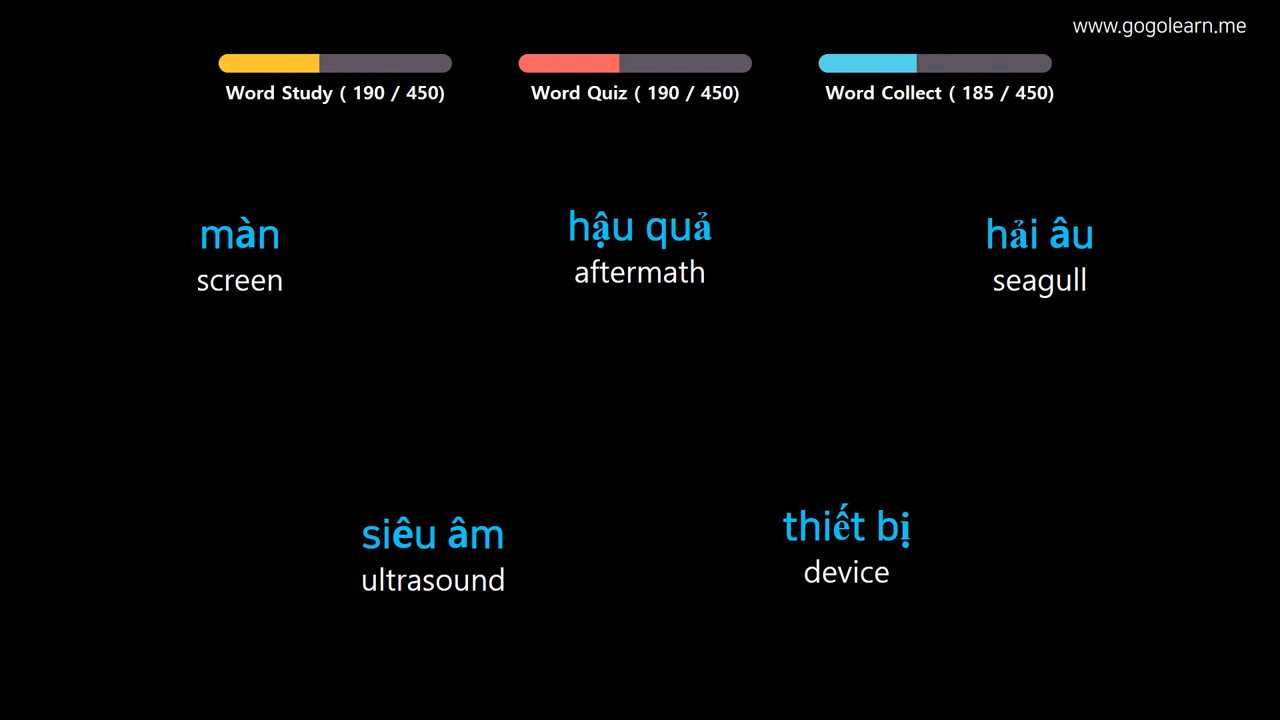 www.gogolearn.me
Word Study ( 190 / 450)
Word Quiz ( 190 / 450)
Word Collect ( 185 / 450)
màn
screen
hậu quả
aftermath
hải âu
seagull
siêu âm
ultrasound
thiết bị
device